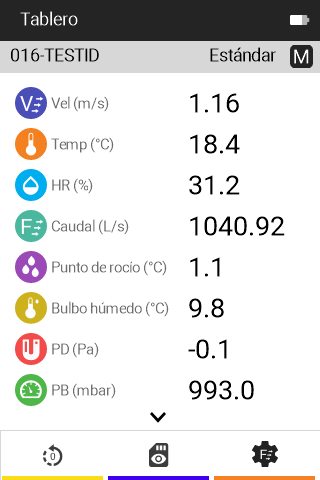 Tablero
016-TESTID Estándar M
V Vel (m/s) 1.16
Temp (°C) 18.4
HR (%) 31.2
F Caudal (L/s) 1040.92
Punto de rocío (°C) 1.1
Bulbo húmedo (°C) 9.8
PD (Pa) -0.1
PB (mbar) 993.0
0 F